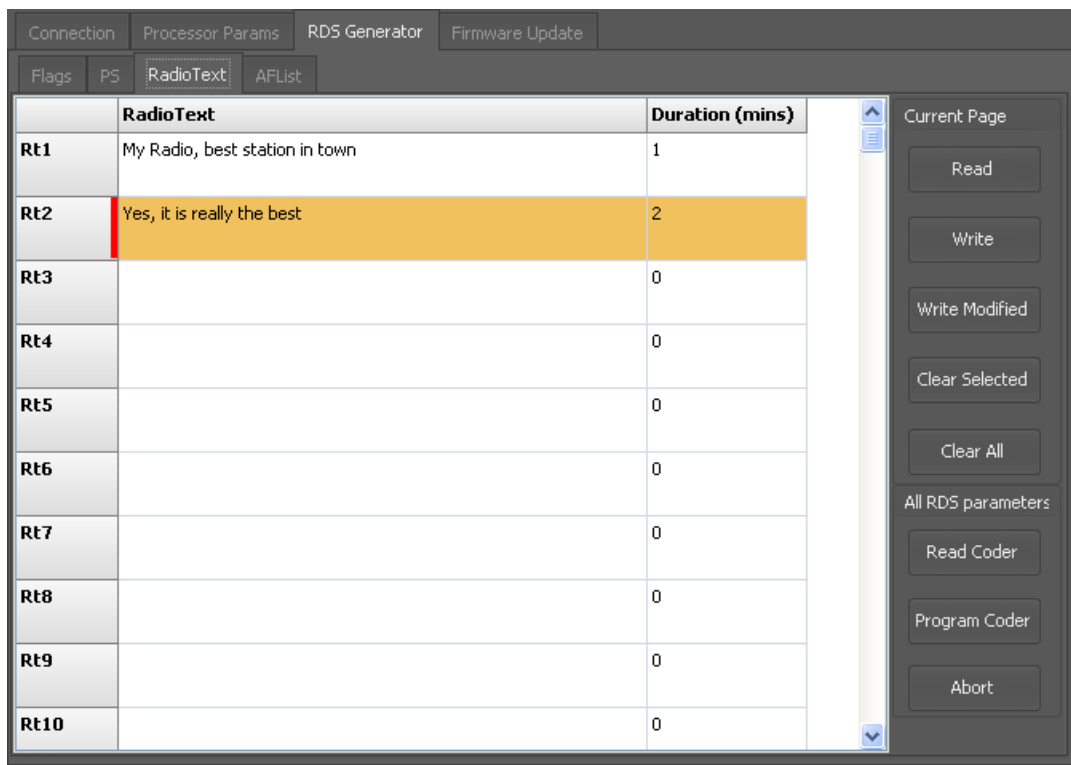 Connection Processor Params RDS Generator Firmware Update
Flags PS RadioText AFList
RadioText Duration (mins)
Rt1 My Radio, best station in town 1
Rt2 Yes, it is really the best 2
Rt3 0
Rt4 0
Rt5 0
Rt6 0
Rt7 0
Rt8 0
Rt9 0
Rt10 0
Current Page
Read
Write
Write Modified
Clear Selected
Clear All
All RDS parameters
Read Coder
Program Coder
Abort